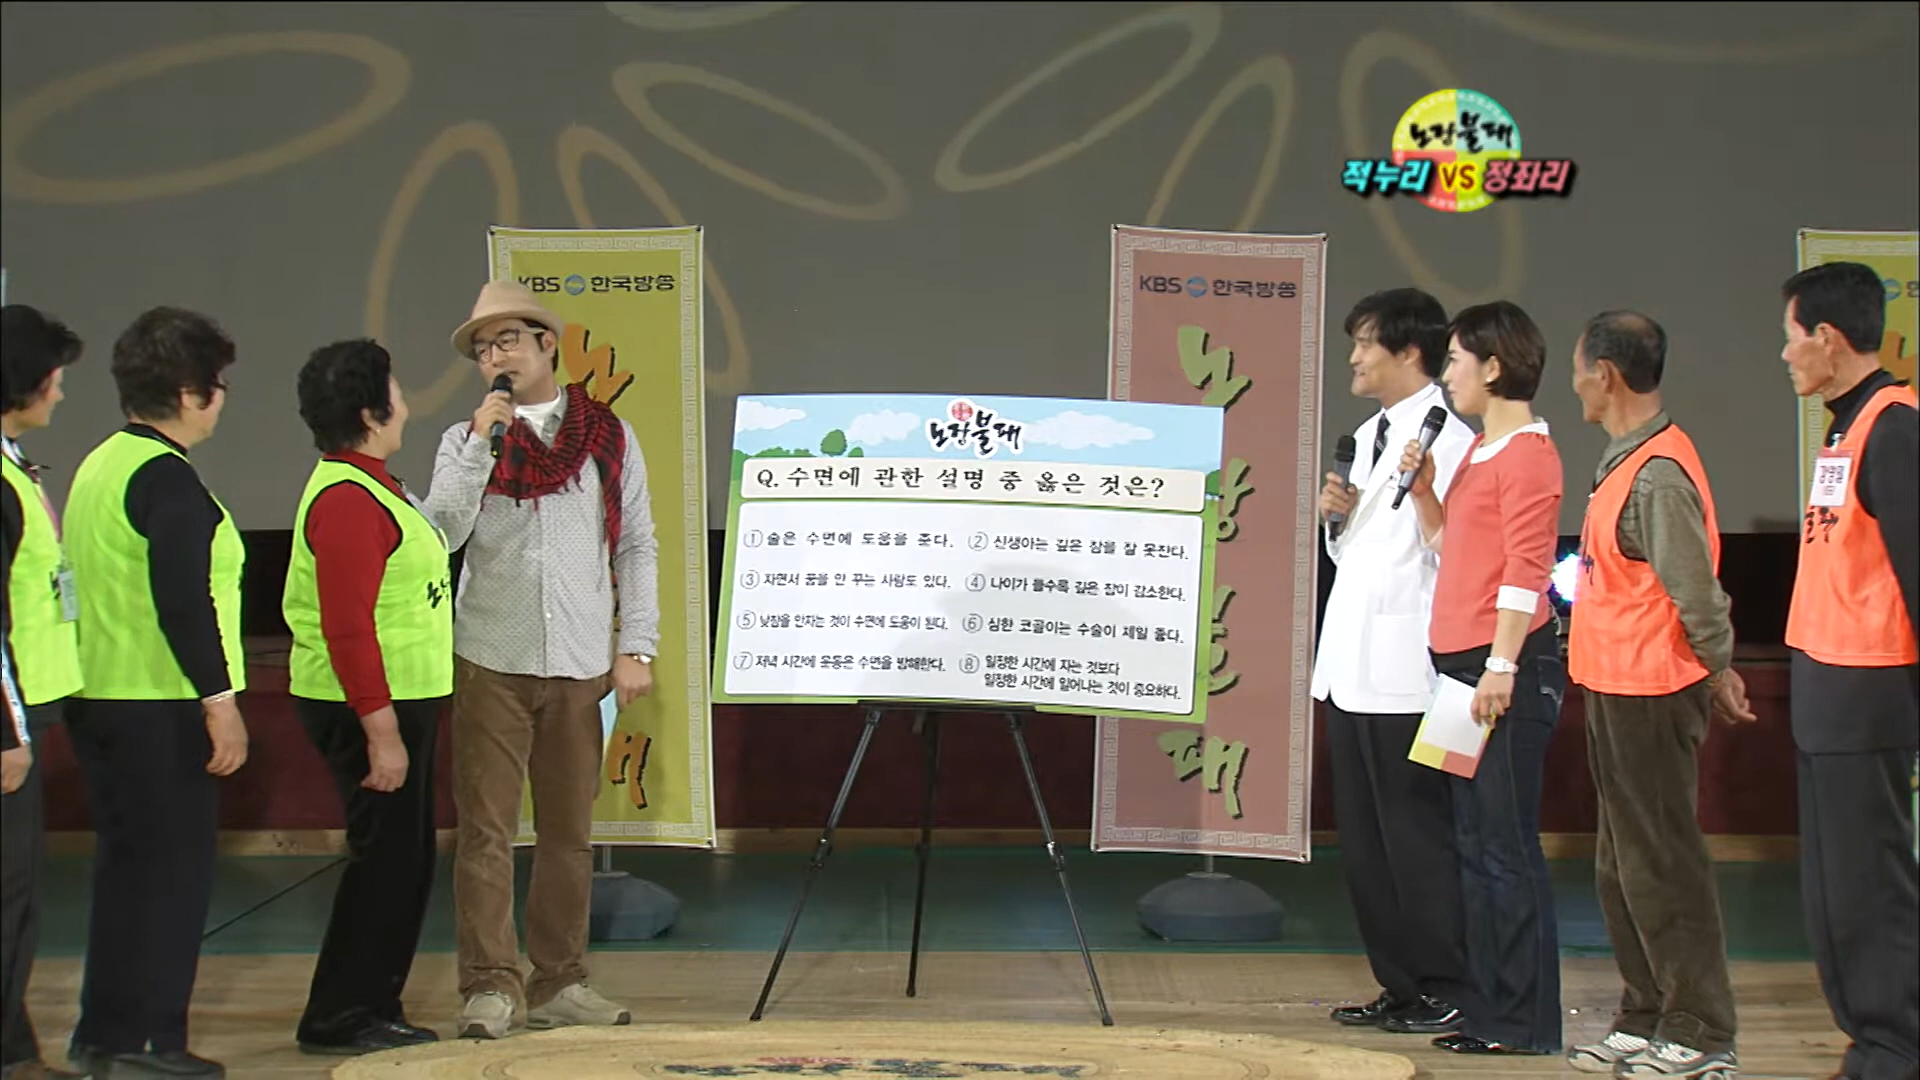 노장불패
적누리 VS 정좌리
KBS 한국방송
KBS 한국방송
노장불패
Q. 수면에 관한 설명 중 옳은 것은?
① 술은 수면에 도움을 준다.
② 신생아는 깊은 잠을 잘 못잔다.
③ 자면서 꿈을 안 꾸는 사람도 있다.
④ 나이가 들수록 깊은 잠이 감소한다.
⑤ 낮잠을 안자는 것이 수면에 도움이 된다.
⑥ 심한 코골이는 수술이 제일 좋다.
⑦ 저녁 시간에 운동은 수면을 방해한다.
⑧ 일정한 시간에 자는 것보다
일정한 시간에 일어나는 것이 중요하다.